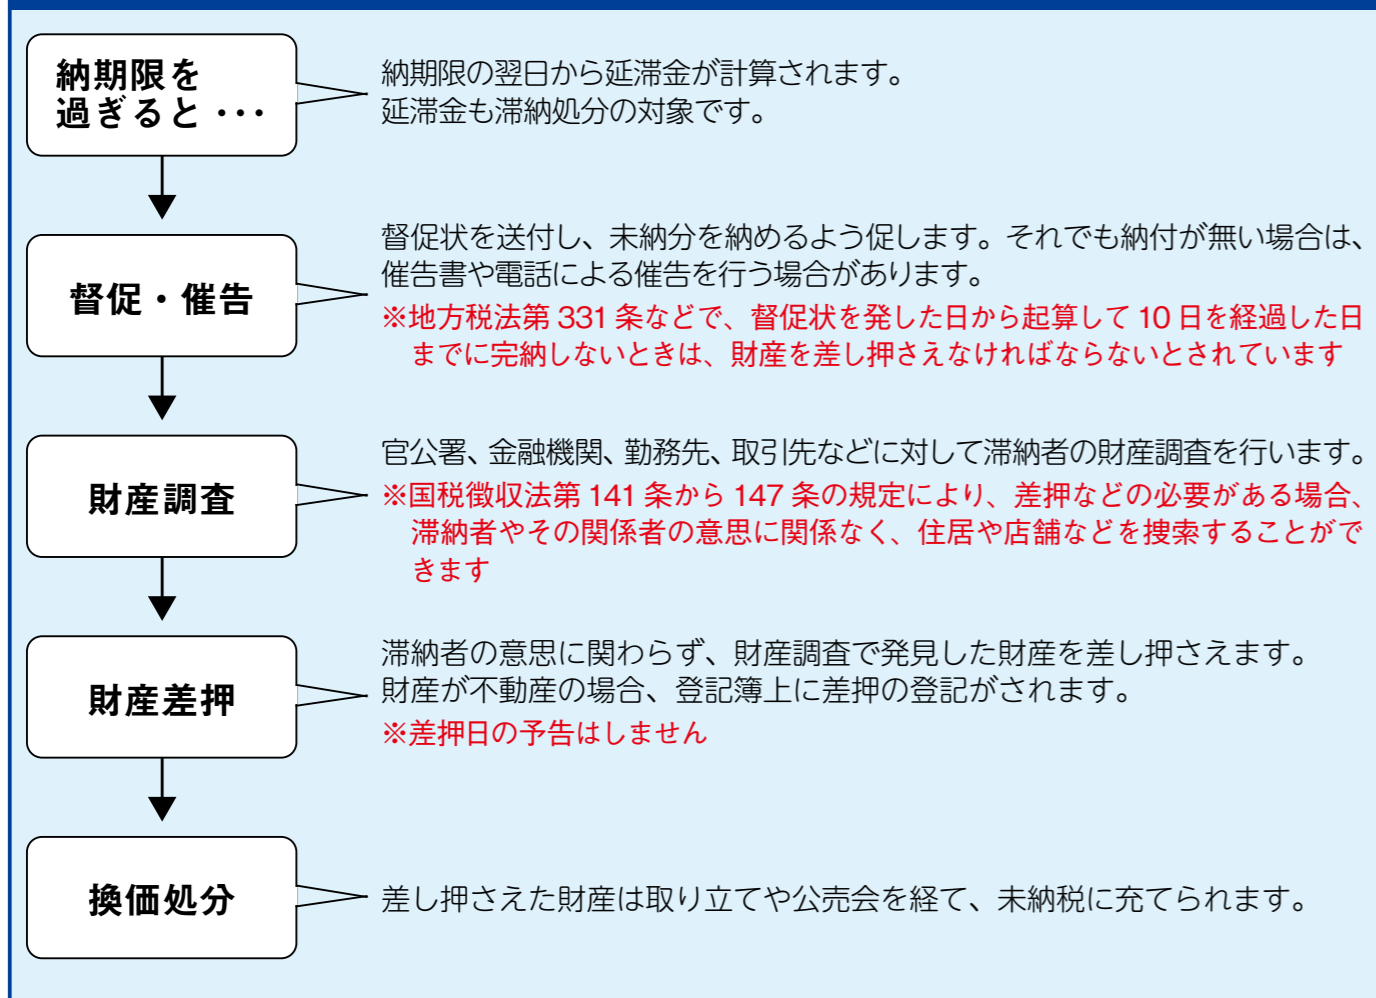 納期限を
過ぎると・・・
納期限の翌日から延滞金が計算されます。
延滞金も滞納処分の対象です。
督促・催告
督促状を送付し、未納分を納めるよう促します。それでも納付が無い場合は、
催告書や電話による催告を行う場合があります。
※地方税法第 331 条などで、督促状を発した日から起算して 10 日を経過した日
までに完納しないときは、財産を差し押さえなければならないとされています
財産調査
官公署、金融機関、勤務先、取引先などに対して滞納者の財産調査を行います。
※国税徴収法第 141 条から 147 条の規定により、差押などの必要がある場合、
滞納者やその関係者の意思に関係なく、住居や店舗などを捜索することがで
きます
財産差押
滞納者の意思に関わらず、財産調査で発見した財産を差し押さえます。
財産が不動産の場合、登記簿上に差押の登記がされます。
※差押日の予告はしません
換価処分
差し押さえた財産は取り立てや公売会を経て、未納税に充てられます。